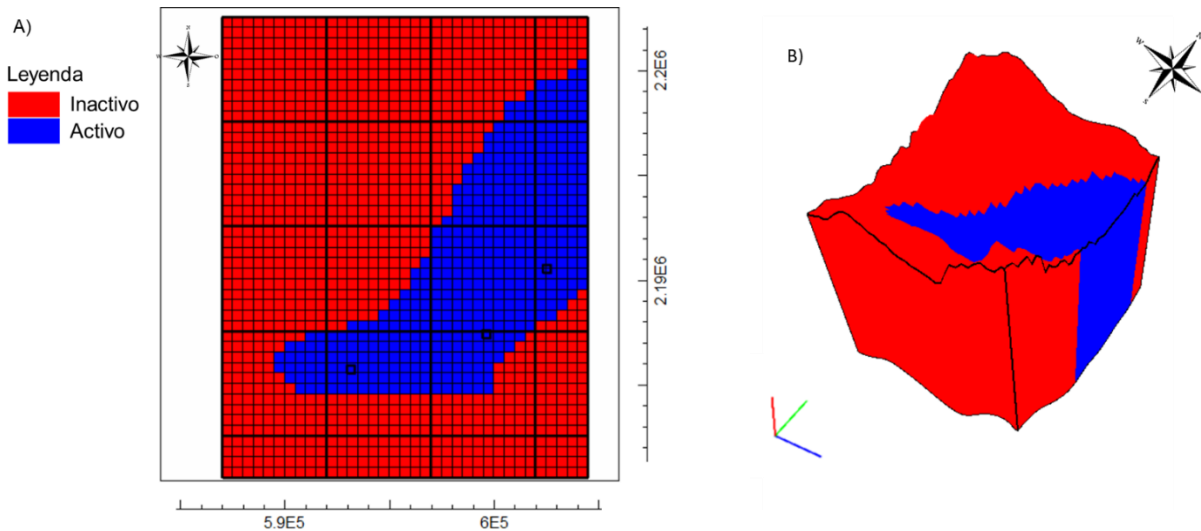 A)
Leyenda
Inactivo
Activo
N
W
O
S
2.2E6
2.19E6
5.9E5
6E5
B)
W
N
S